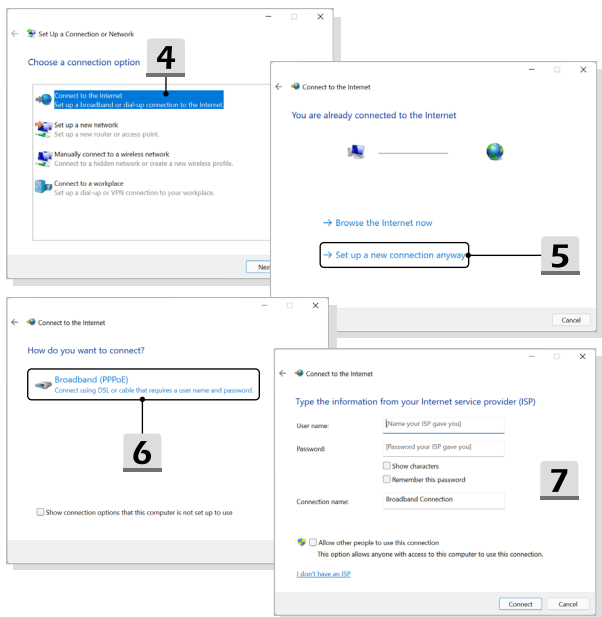 Set Up a Connection or Network
Choose a connection option
4
Connect to the Internet
Set up a broadband or dial-up connection to the Internet.
Set up a new network
Set up a new router or access point.
Manually connect to a wireless network
Connect to a hidden network or create a new wireless profile.
Connect to a workplace
Set up a dial-up or VPN connection to your workplace.
Connect to the Internet
You are already connected to the Internet
→ Browse the Internet now
→ Set up a new connection anyway
5
Cancel
Connect to the Internet
How do you want to connect?
Broadband (PPPoE)
Connect using DSL or cable that requires a user name and password.
6
Show connection options that this computer is not set up to use
Connect to the Internet
Type the information from your Internet service provider (ISP)
User name:
[Name your ISP gave you]
Password:
[Password your ISP gave you]
Show characters
Remember this password
7
Connection name:
Broadband Connection
Allow other people to use this connection
This option allows anyone with access to this computer to use this connection.
I don't have an ISP
Connect
Cancel